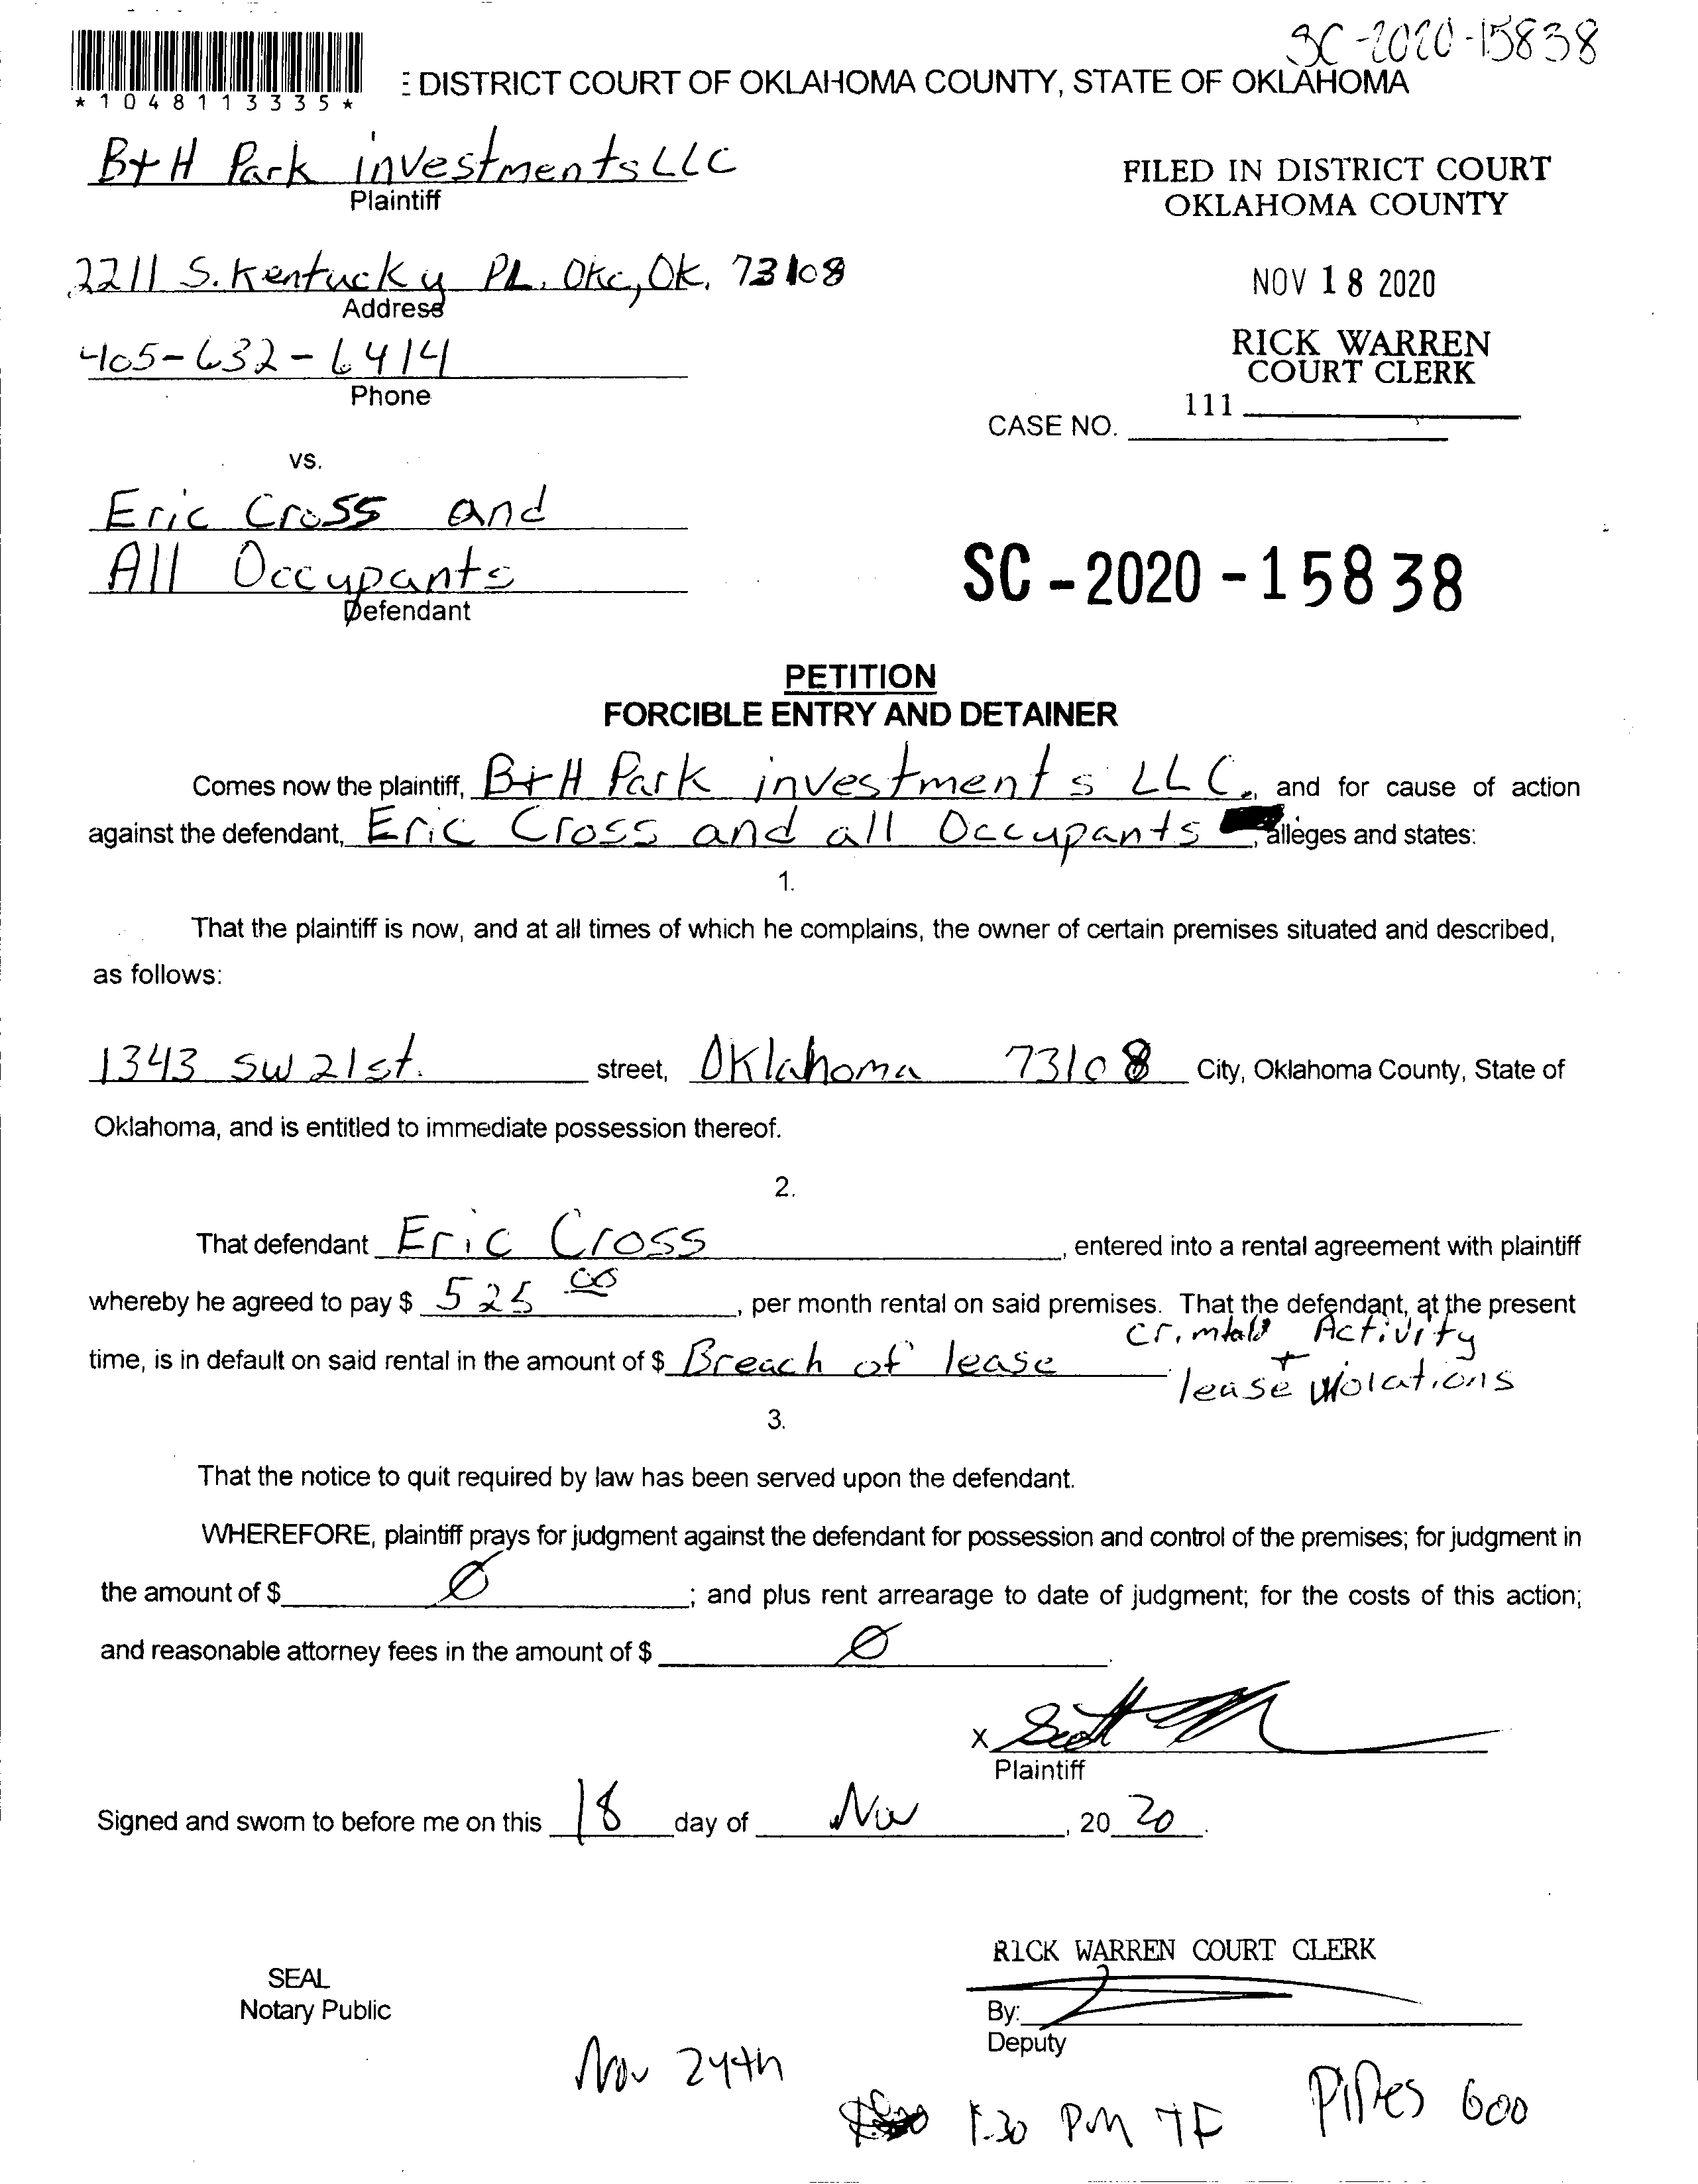 SC-2020-15838
*1048113335*
DISTRICT COURT OF OKLAHOMA COUNTY, STATE OF OKLAHOMA
B+H Park investments LLC
Plaintiff
FILED IN DISTRICT COURT
OKLAHOMA COUNTY
2211 S. Kentucky PL. Okc, Ok. 73108
Address
NOV 18 2020
405-632-6414
Phone
RICK WARREN
COURT CLERK
111
CASE NO.
vs.
Eric Cross and
All Occupants
Defendant
SC-2020-15838
PETITION
FORCIBLE ENTRY AND DETAINER
Comes now the plaintiff, B+H Park investments LLC, and for cause of action
against the defendant, Eric Cross and all Occupants, alleges and states:
1.
That the plaintiff is now, and at all times of which he complains, the owner of certain premises situated and described,
as follows:
1343 SW 21st. street, Oklahoma 73108 City, Oklahoma County, State of
Oklahoma, and is entitled to immediate possession thereof.
2.
That defendant Eric Cross, entered into a rental agreement with plaintiff
whereby he agreed to pay $ 525 00, per month rental on said premises. That the defendant, at the present
time, is in default on said rental in the amount of $ Breach of lease Activity
+
lease violations
3.
That the notice to quit required by law has been served upon the defendant.
WHEREFORE, plaintiff prays for judgment against the defendant for possession and control of the premises; for judgment in
the amount of $ Ø; and plus rent arrearage to date of judgment; for the costs of this action;
and reasonable attorney fees in the amount of $ Ø.
X Scott
Plaintiff
Signed and sworn to before me on this 18 day of Nov, 20 20.
RICK WARREN COURT CLERK
SEAL
Notary Public
By:
Deputy
Nov 24th
1:30 PM TF Pipes 600